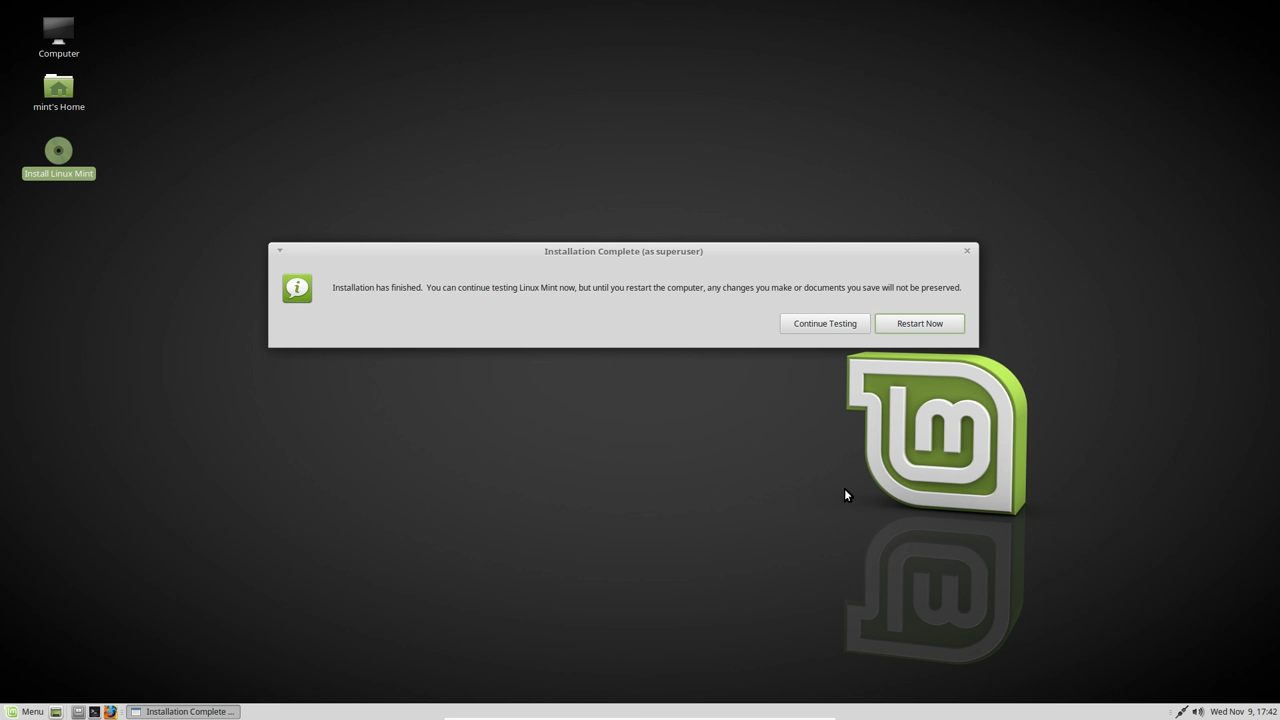 Computer
mint's Home
Install Linux Mint
Installation Complete (as superuser)
Installation has finished.  You can continue testing Linux Mint now, but until you restart the computer, any changes you make or documents you save will not be preserved.
Continue Testing
Restart Now
lm
Menu
Installation Complete ...
Wed Nov 9, 17:42